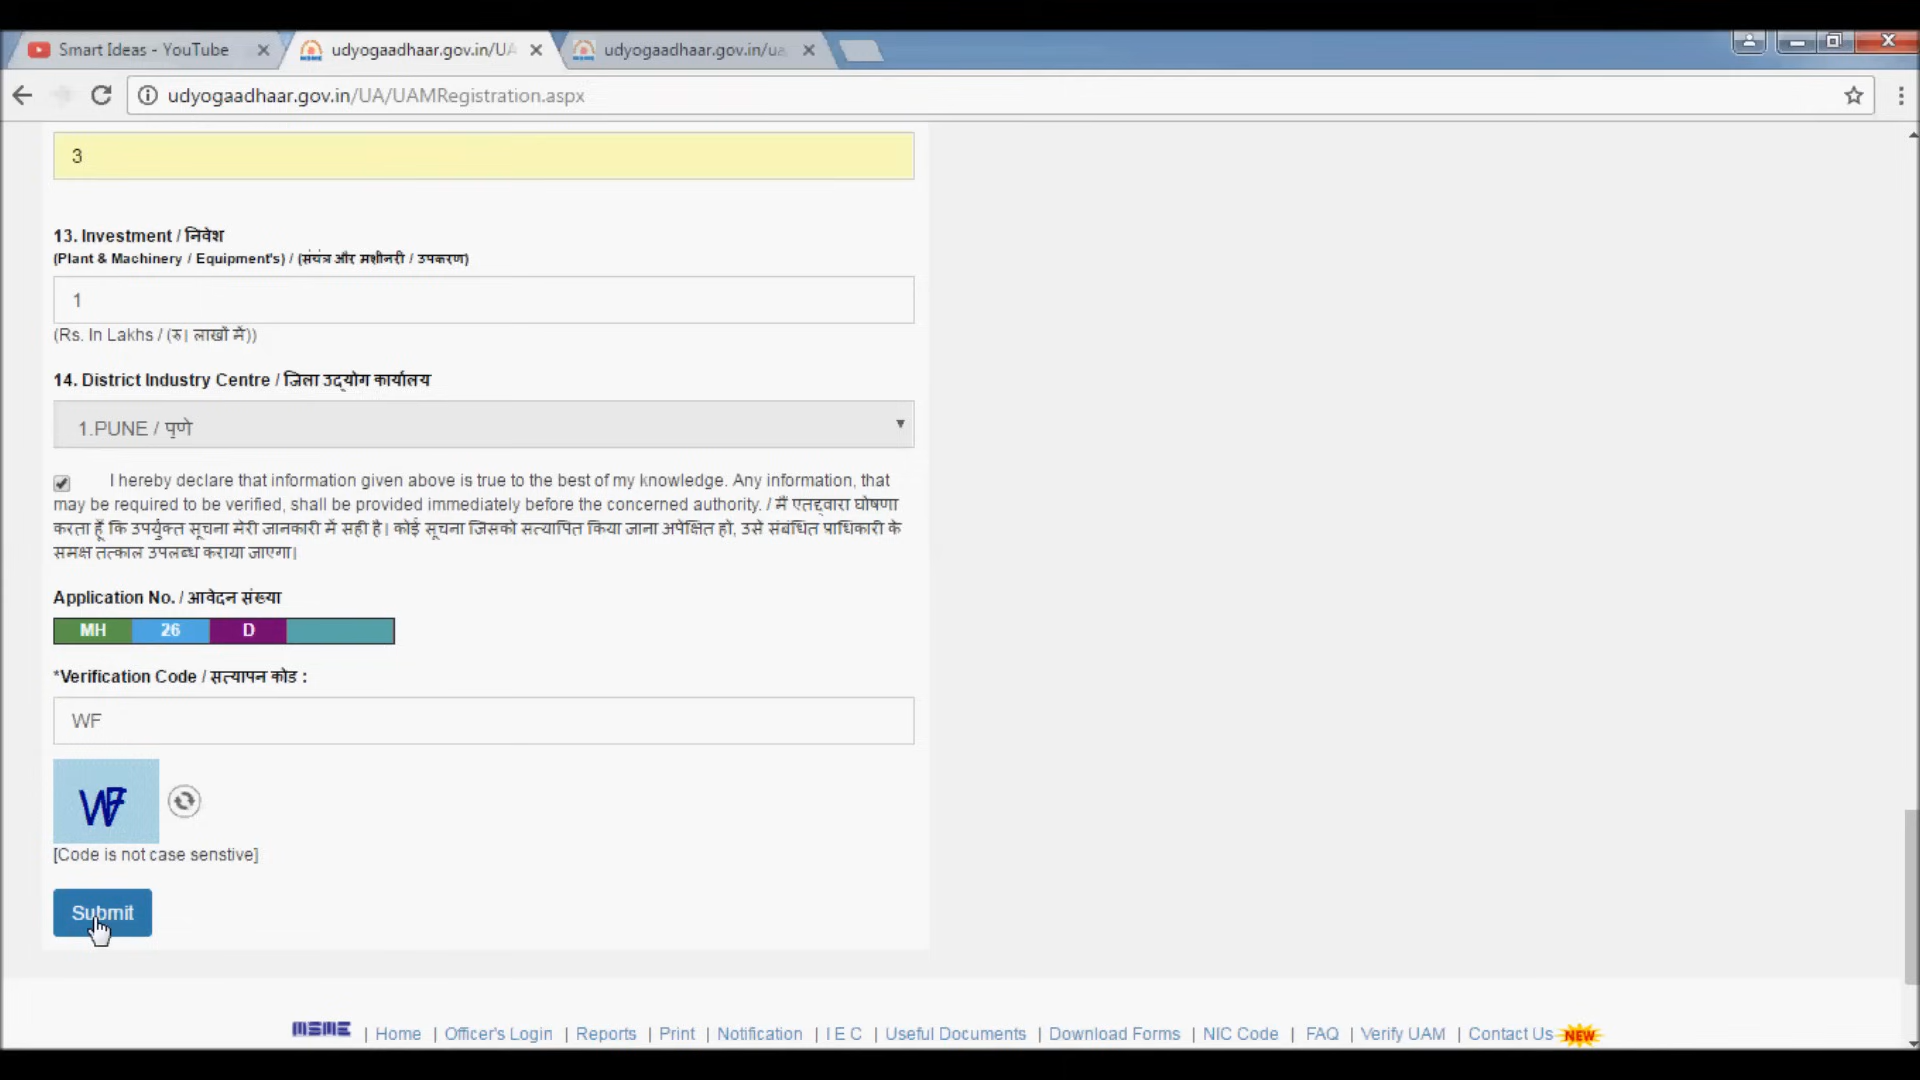 Smart Ideas - YouTube
udyogaadhaar.gov.in/UA
udyogaadhaar.gov.in/ua
udyogaadhaar.gov.in/UA/UAMRegistration.aspx
3
13. Investment / निवेश
(Plant & Machinery / Equipment's) / (संयंत्र और मशीनरी / उपकरण)
1
(Rs. In Lakhs / (रु। लाखों में))
14. District Industry Centre / जिला उद्योग कार्यालय
1.PUNE / पुणे
I hereby declare that information given above is true to the best of my knowledge. Any information, that
may be required to be verified, shall be provided immediately before the concerned authority. / मैं एतद्द्वारा घोषणा
करता हूँ कि उपर्युक्त सूचना मेरी जानकारी में सही है। कोई सूचना जिसको सत्यापित किया जाना अपेक्षित हो, उसे संबंधित प्राधिकारी के
समक्ष तत्काल उपलब्ध कराया जाएगा।
Application No. / आवेदन संख्या
MH 26 D
*Verification Code / सत्यापन कोड :
WF
WF
[Code is not case senstive]
Submit
MSME | Home | Officer's Login | Reports | Print | Notification | I E C | Useful Documents | Download Forms | NIC Code | FAQ | Verify UAM | Contact Us NEW